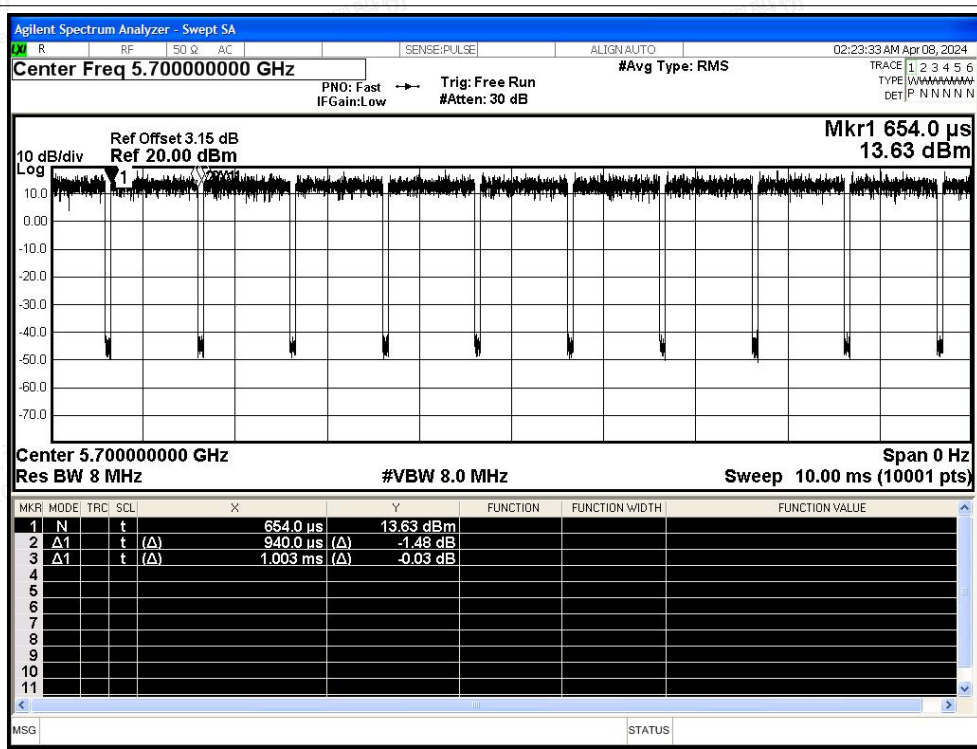 Agilent Spectrum Analyzer - Swept SA
LXI R RF 50 Ω AC SENSE:PULSE ALIGN AUTO 02:23:33 AM Apr 08, 2024
Center Freq 5.700000000 GHz #Avg Type: RMS TRACE 1 2 3 4 5 6
PNO: Fast Trig: Free Run TYPE
IFGain:Low #Atten: 30 dB DET P N N N N N
Mkr1 654.0 µs
Ref Offset 3.15 dB
10 dB/div Ref 20.00 dBm 13.63 dBm
Log
1
10.0
0.00
-10.0
-20.0
-30.0
-40.0
-50.0
-60.0
-70.0
Center 5.700000000 GHz Span 0 Hz
Res BW 8 MHz #VBW 8.0 MHz Sweep 10.00 ms (10001 pts)
MKR MODE TRC SCL X Y FUNCTION FUNCTION WIDTH FUNCTION VALUE
1 N t 654.0 µs 13.63 dBm
2 Δ1 t (Δ) 940.0 µs (Δ) -1.48 dB
3 Δ1 t (Δ) 1.003 ms (Δ) -0.03 dB
4
5
6
7
8
9
10
11
MSG STATUS